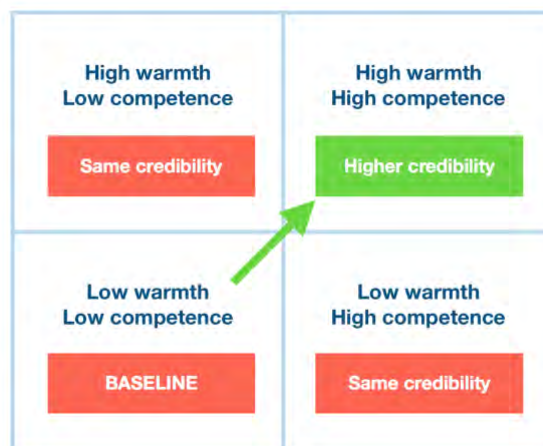 High warmth
Low competence
Same credibility
High warmth
High competence
Higher credibility
Low warmth
Low competence
BASELINE
Low warmth
High competence
Same credibility